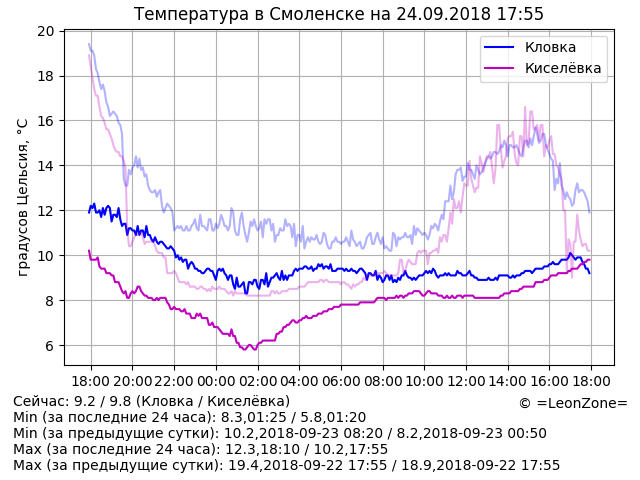 Температура в Смоленске на 24.09.2018 17:55
Кловка
Киселёвка
градусов Цельсия, °C
20
18
16
14
12
10
8
6
18:00 20:00 22:00 00:00 02:00 04:00 06:00 08:00 10:00 12:00 14:00 16:00 18:00
Сейчас: 9.2 / 9.8 (Кловка / Киселёвка)
© =LeonZone=
Min (за последние 24 часа): 8.3,01:25 / 5.8,01:20
Min (за предыдущие сутки): 10.2,2018-09-23 08:20 / 8.2,2018-09-23 00:50
Max (за последние 24 часа): 12.3,18:10 / 10.2,17:55
Max (за предыдущие сутки): 19.4,2018-09-22 17:55 / 18.9,2018-09-22 17:55